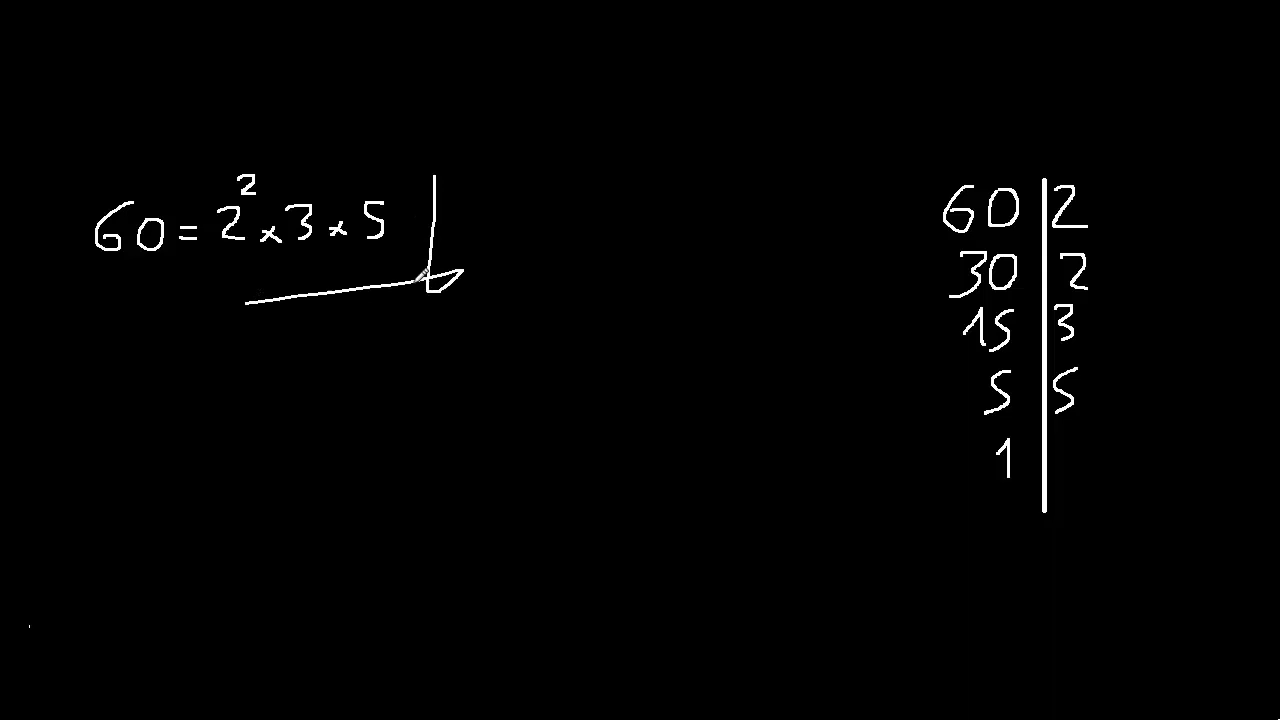 60 = 2² × 3 × 5
60 | 2
30 | 2
15 | 3
5 | 5
1 |